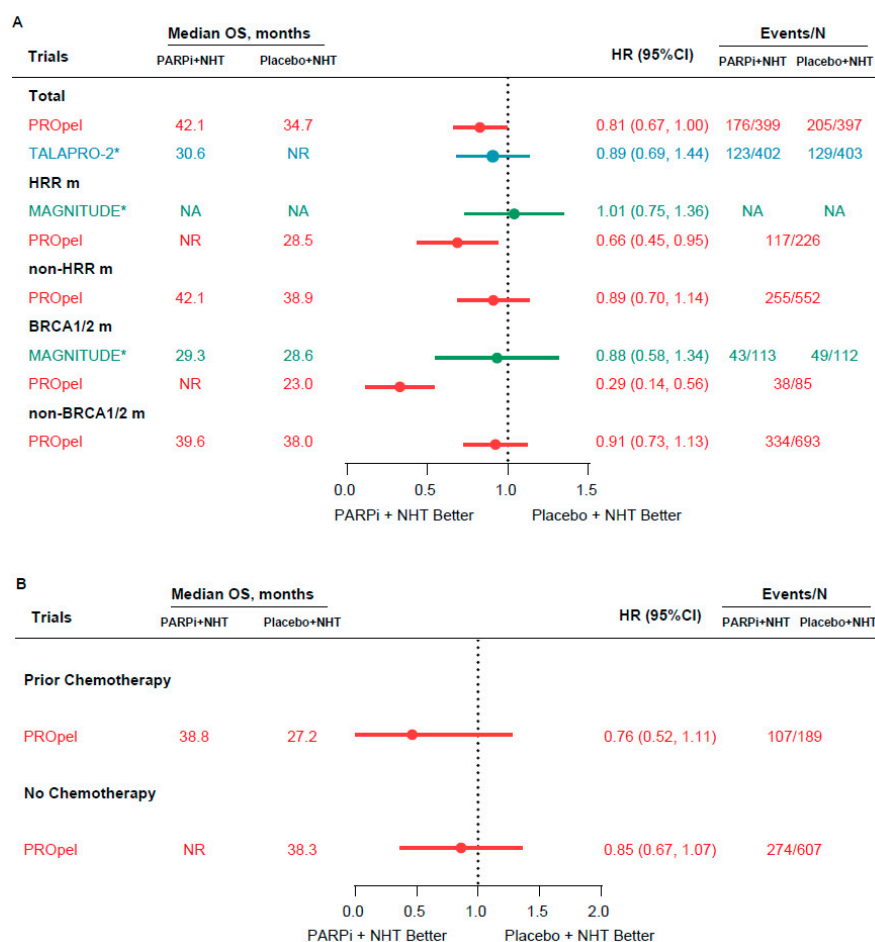 A
Median OS, months
Events/N
Trials PARPi+NHT Placebo+NHT HR (95%CI) PARPi+NHT Placebo+NHT
Total
PROpel 42.1 34.7 0.81 (0.67, 1.00) 176/399 205/397
TALAPRO-2* 30.6 NR 0.89 (0.69, 1.44) 123/402 129/403
HRR m
MAGNITUDE* NA NA 1.01 (0.75, 1.36) NA NA
PROpel NR 28.5 0.66 (0.45, 0.95) 117/226
non-HRR m
PROpel 42.1 38.9 0.89 (0.70, 1.14) 255/552
BRCA1/2 m
MAGNITUDE* 29.3 28.6 0.88 (0.58, 1.34) 43/113 49/112
PROpel NR 23.0 0.29 (0.14, 0.56) 38/85
non-BRCA1/2 m
PROpel 39.6 38.0 0.91 (0.73, 1.13) 334/693
0.0 0.5 1.0 1.5
PARPi + NHT Better Placebo + NHT Better
B
Median OS, months
Events/N
Trials PARPi+NHT Placebo+NHT HR (95%CI) PARPi+NHT Placebo+NHT
Prior Chemotherapy
PROpel 38.8 27.2 0.76 (0.52, 1.11) 107/189
No Chemotherapy
PROpel NR 38.3 0.85 (0.67, 1.07) 274/607
0.0 0.5 1.0 1.5 2.0
PARPi + NHT Better Placebo + NHT Better